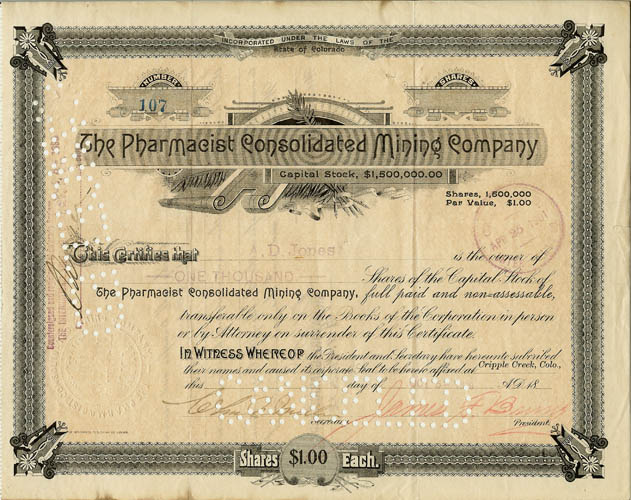 INCORPORATED UNDER THE LAWS OF THE
State of Colorado
NUMBER
SHARES
107
The Pharmacist Consolidated Mining Company
Capital Stock, $1,500,000.00
Shares, 1,500,000
Par Value, $1.00
APR 25
This Certifies that A. D. Jones is the owner of
ONE THOUSAND Shares of the Capital Stock of
The Pharmacist Consolidated Mining Company, full paid and non-assessable,
transferable only on the Books of the Corporation in person
or by Attorney on surrender of this Certificate.
IN WITNESS WHEREOF the President and Secretary have hereunto subscribed
their names and caused its corporate Seal to be hereto affixed at Cripple Creek, Colo.,
this day of A.D. 18
James F. Burns
Secretary
President.
Shares $1.00 Each.